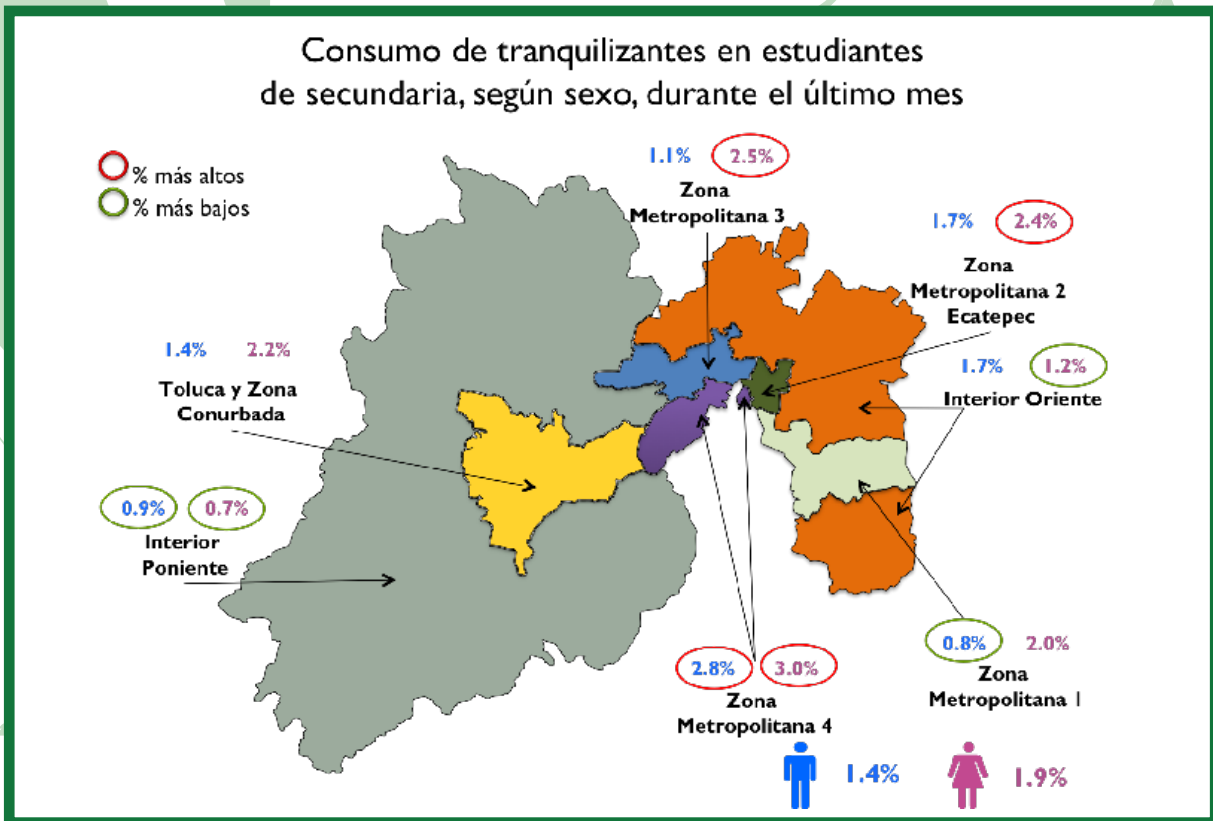 Consumo de tranquilizantes en estudiantes
de secundaria, según sexo, durante el último mes
% más altos
% más bajos
1.1% 2.5%
Zona
Metropolitana 3
1.7% 2.4%
Zona
Metropolitana 2
Ecatepec
1.4% 2.2%
Toluca y Zona
Conurbada
1.7% 1.2%
Interior Oriente
0.9% 0.7%
Interior
Poniente
0.8% 2.0%
Zona
Metropolitana 1
2.8% 3.0%
Zona
Metropolitana 4
1.4% 1.9%